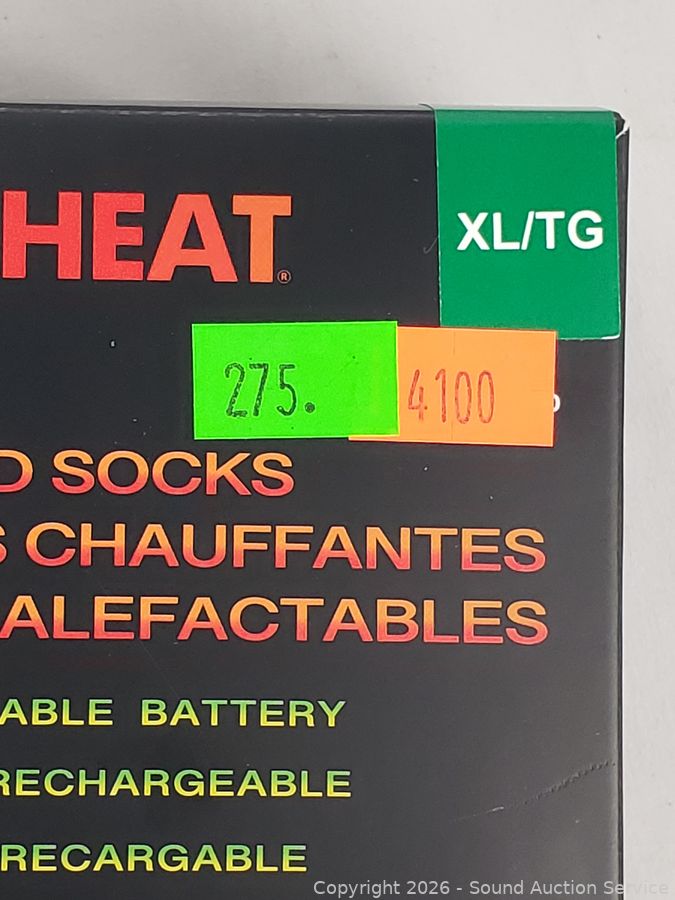 HEAT®
XL/TG
275. 4100
D SOCKS
S CHAUFFANTES
ALEFACTABLES
ABLE BATTERY
RECHARGEABLE
RECARGABLE
Copyright 2026 - Sound Auction Service